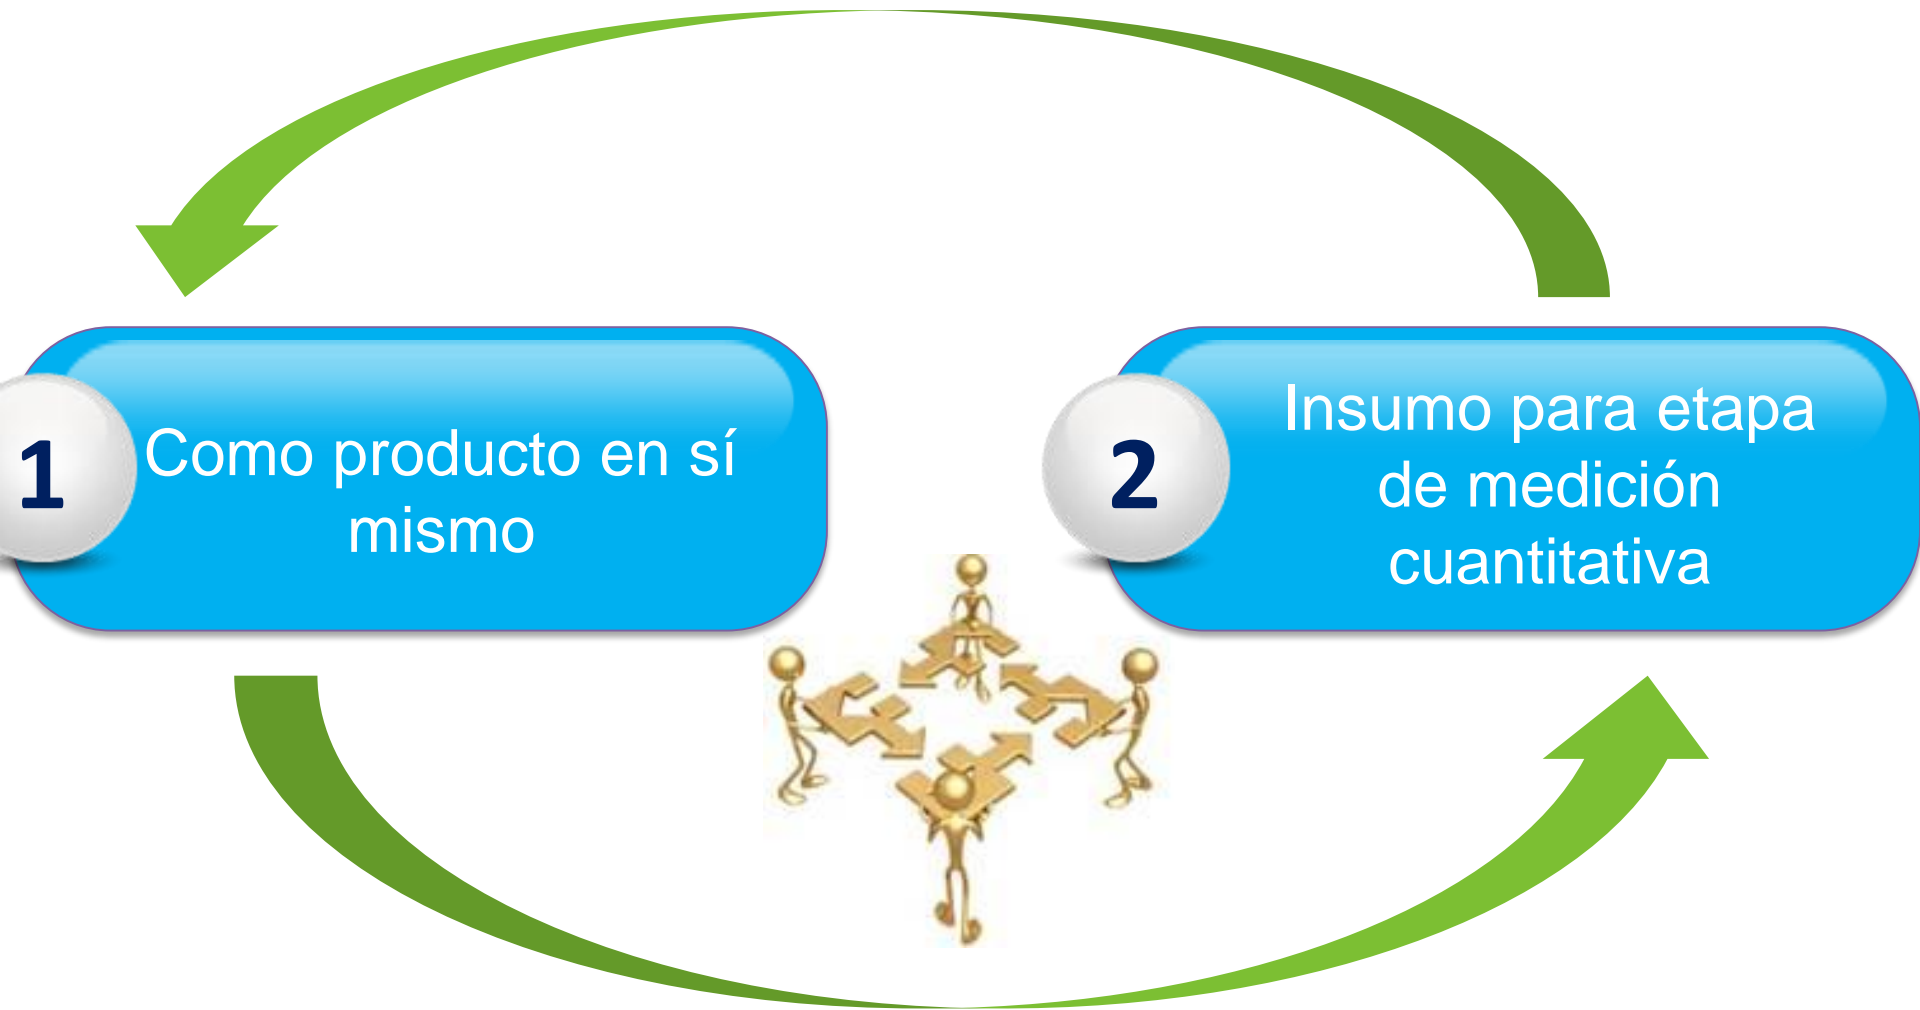 1
Como producto en sí
mismo
2
Insumo para etapa
de medición
cuantitativa